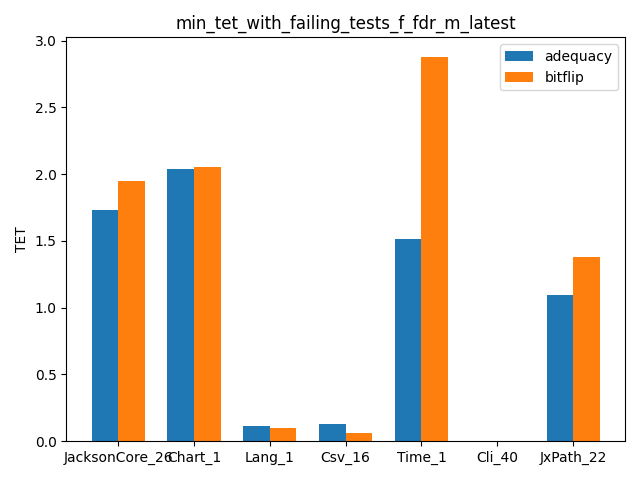 min_tet_with_failing_tests_f_fdr_m_latest
adequacy
bitflip
3.0
2.5
2.0
1.5
1.0
0.5
0.0
TET
JacksonCore_26 Chart_1 Lang_1 Csv_16 Time_1 Cli_40 JxPath_22